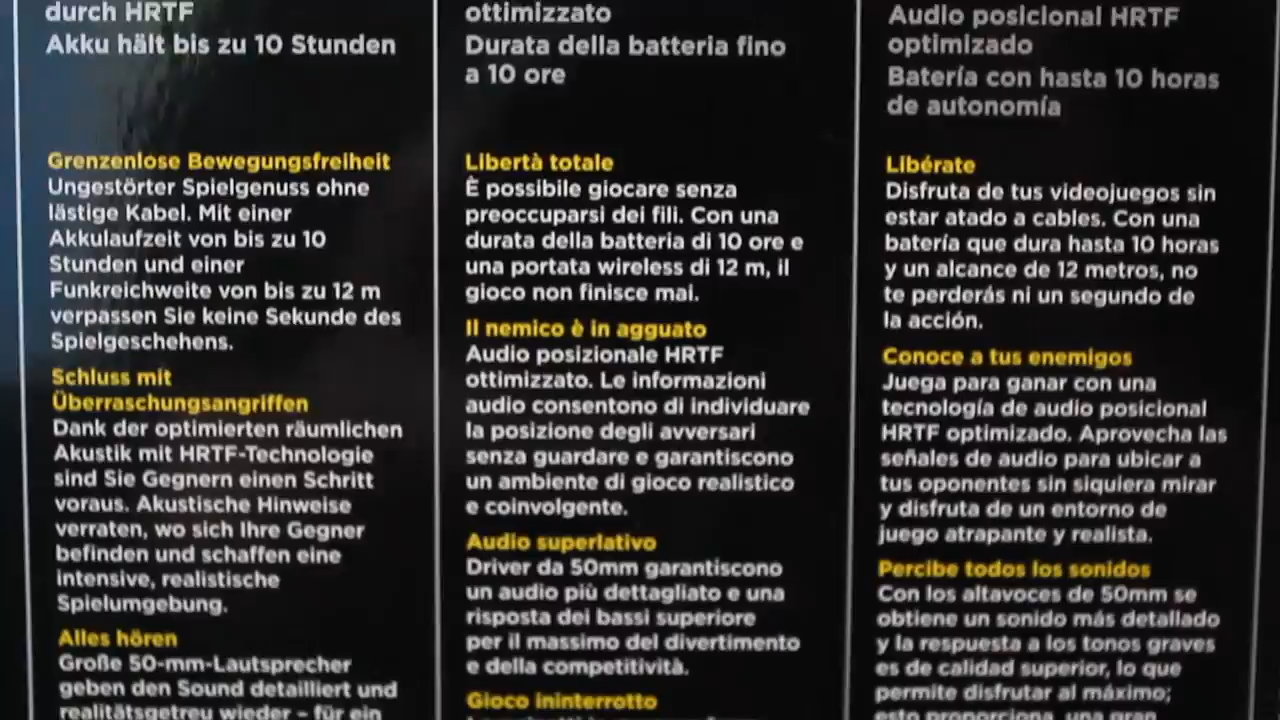 durch HRTF
Akku hält bis zu 10 Stunden
Grenzenlose Bewegungsfreiheit
Ungestörter Spielgenuss ohne
lästige Kabel. Mit einer
Akkulaufzeit von bis zu 10
Stunden und einer
Funkreichweite von bis zu 12 m
verpassen Sie keine Sekunde des
Spielgeschehens.
Schluss mit
Überraschungsangriffen
Dank der optimierten räumlichen
Akustik mit HRTF-Technologie
sind Sie Gegnern einen Schritt
voraus. Akustische Hinweise
verraten, wo sich Ihre Gegner
befinden und schaffen eine
intensive, realistische
Spielumgebung.
Alles hören
Große 50-mm-Lautsprecher
geben den Sound detailliert und
realitätsgetreu wieder – für ein
ottimizzato
Durata della batteria fino
a 10 ore
Libertà totale
È possibile giocare senza
preoccuparsi dei fili. Con una
durata della batteria di 10 ore e
una portata wireless di 12 m, il
gioco non finisce mai.
Il nemico è in agguato
Audio posizionale HRTF
ottimizzato. Le informazioni
audio consentono di individuare
la posizione degli avversari
senza guardare e garantiscono
un ambiente di gioco realistico
e coinvolgente.
Audio superlativo
Driver da 50mm garantiscono
un audio più dettagliato e una
risposta dei bassi superiore
per il massimo del divertimento
e della competitività.
Gioco ininterrotto
Audio posicional HRTF
optimizado
Batería con hasta 10 horas
de autonomía
Libérate
Disfruta de tus videojuegos sin
estar atado a cables. Con una
batería que dura hasta 10 horas
y un alcance de 12 metros, no
te perderás ni un segundo de
la acción.
Conoce a tus enemigos
Juega para ganar con una
tecnología de audio posicional
HRTF optimizado. Aprovecha las
señales de audio para ubicar a
tus oponentes sin siquiera mirar
y disfruta de un entorno de
juego atrapante y realista.
Percibe todos los sonidos
Con los altavoces de 50mm se
obtiene un sonido más detallado
y la respuesta a los tonos graves
es de calidad superior, lo que
permite disfrutar al máximo;
esto proporciona una gran